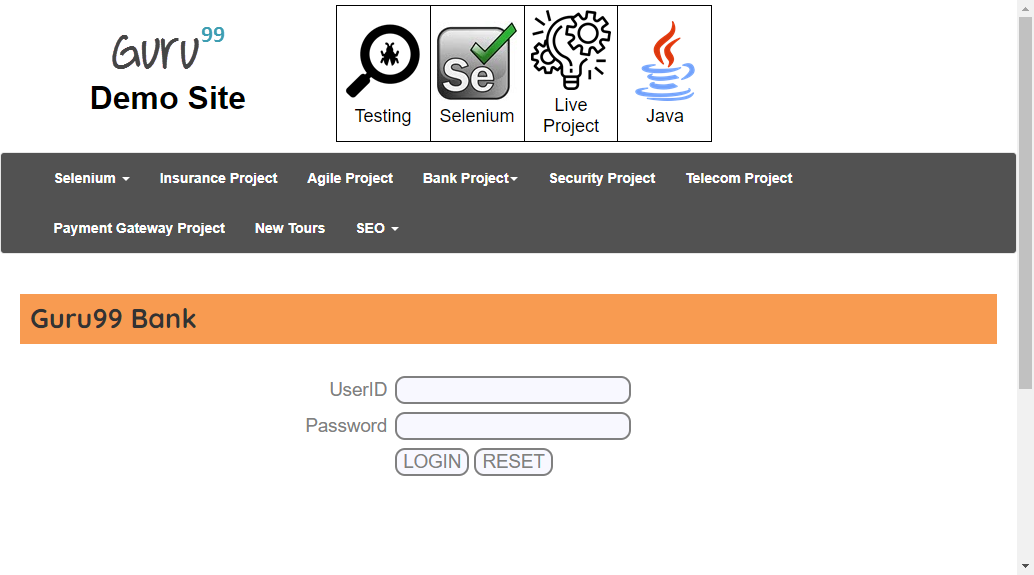 Guru99
Demo Site
Testing
Selenium
Live
Project
Java
Selenium
Insurance Project
Agile Project
Bank Project
Security Project
Telecom Project
Payment Gateway Project
New Tours
SEO
Guru99 Bank
UserID
Password
LOGIN
RESET
Se